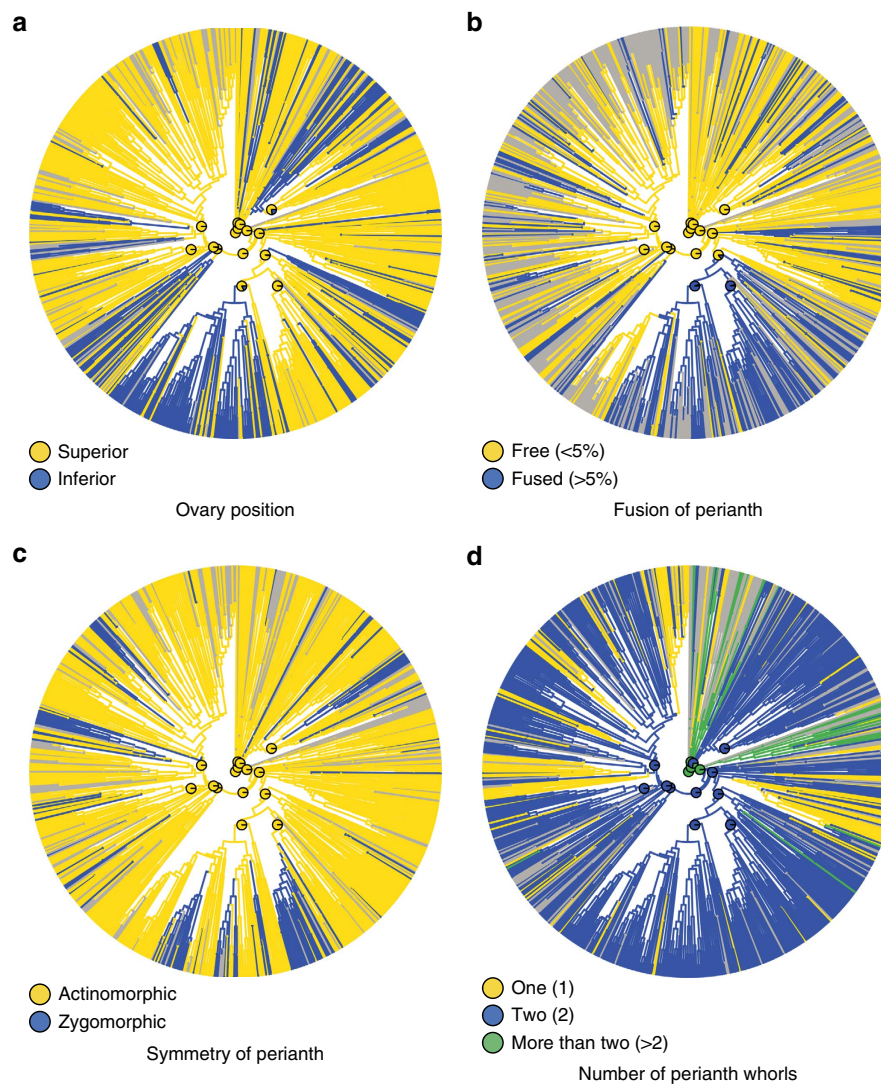 a
b
Superior
Inferior
Ovary position
Free (<5%)
Fused (>5%)
Fusion of perianth
c
d
Actinomorphic
Zygomorphic
Symmetry of perianth
One (1)
Two (2)
More than two (>2)
Number of perianth whorls